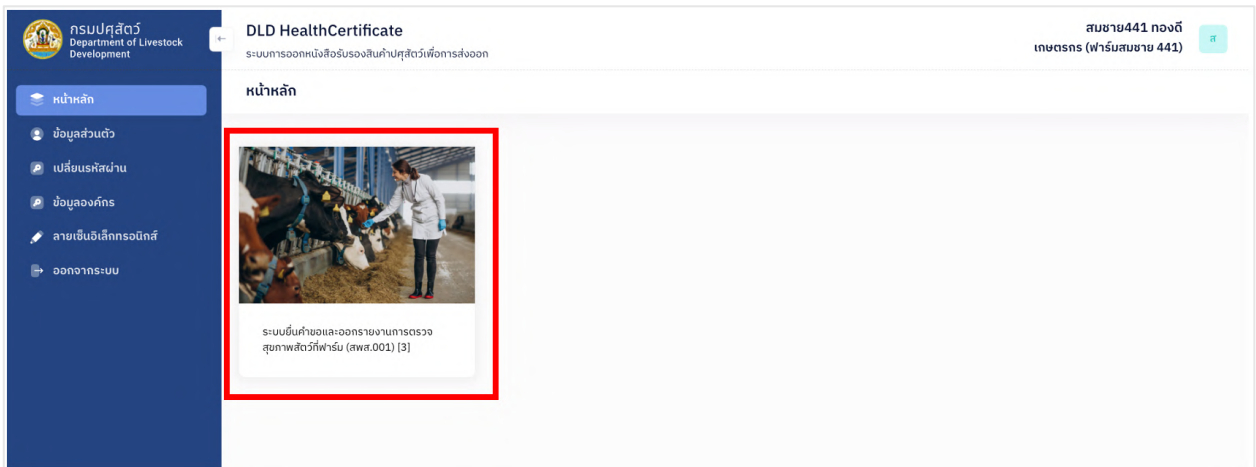 กรมปศุสัตว์
Department of Livestock
Development
DLD HealthCertificate
ระบบการออกหนังสือรับรองสินค้าปศุสัตว์เพื่อการส่งออก
สมชาย441 ทองดี
เกษตรกร (ฟาร์มสมชาย 441)
ส
หน้าหลัก
ข้อมูลส่วนตัว
เปลี่ยนรหัสผ่าน
ข้อมูลองค์กร
ลายเซ็นอิเล็กทรอนิกส์
ออกจากระบบ
หน้าหลัก
ระบบยื่นคำขอและออกรายงานการตรวจ
สุขภาพสัตว์ที่ฟาร์ม (สพส.001) [3]